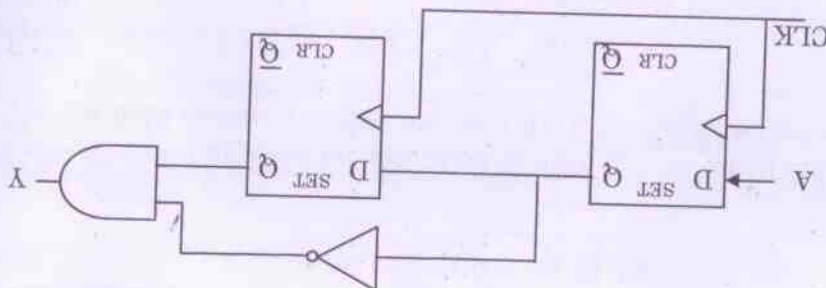 A
D SET Q
D SET Q
Y
CLR Q̅
CLR Q̅
CLK